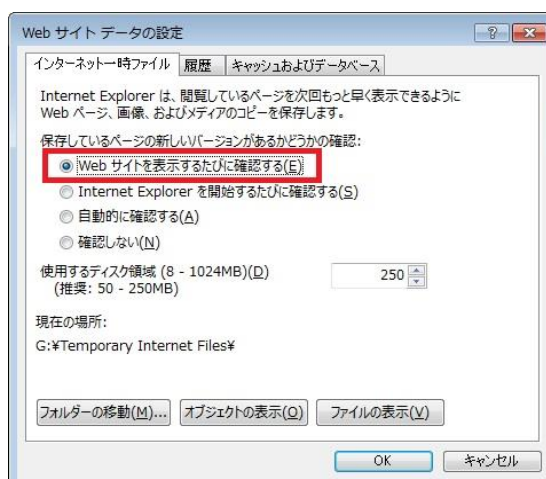 Web サイト データの設定
インターネット一時ファイル 履歴 キャッシュおよびデータベース
Internet Explorer は、閲覧しているページを次回もっと早く表示できるように
Web ページ、画像、およびメディアのコピーを保存します。
保存しているページの新しいバージョンがあるかどうかの確認:
Web サイトを表示するたびに確認する(E)
Internet Explorer を開始するたびに確認する(S)
自動的に確認する(A)
確認しない(N)
使用するディスク領域 (8 - 1024MB)(D) 250
(推奨: 50 - 250MB)
現在の場所:
G:¥Temporary Internet Files¥
フォルダーの移動(M)... オブジェクトの表示(O) ファイルの表示(V)
OK キャンセル